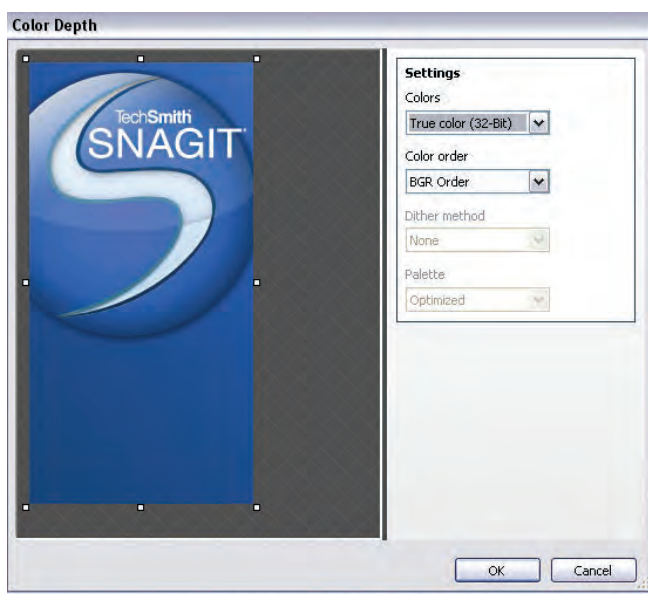 Color Depth
TechSmith
SNAGIT
Settings
Colors
True color (32-Bit)
Color order
BGR Order
Dither method
None
Palette
Optimized
OK
Cancel